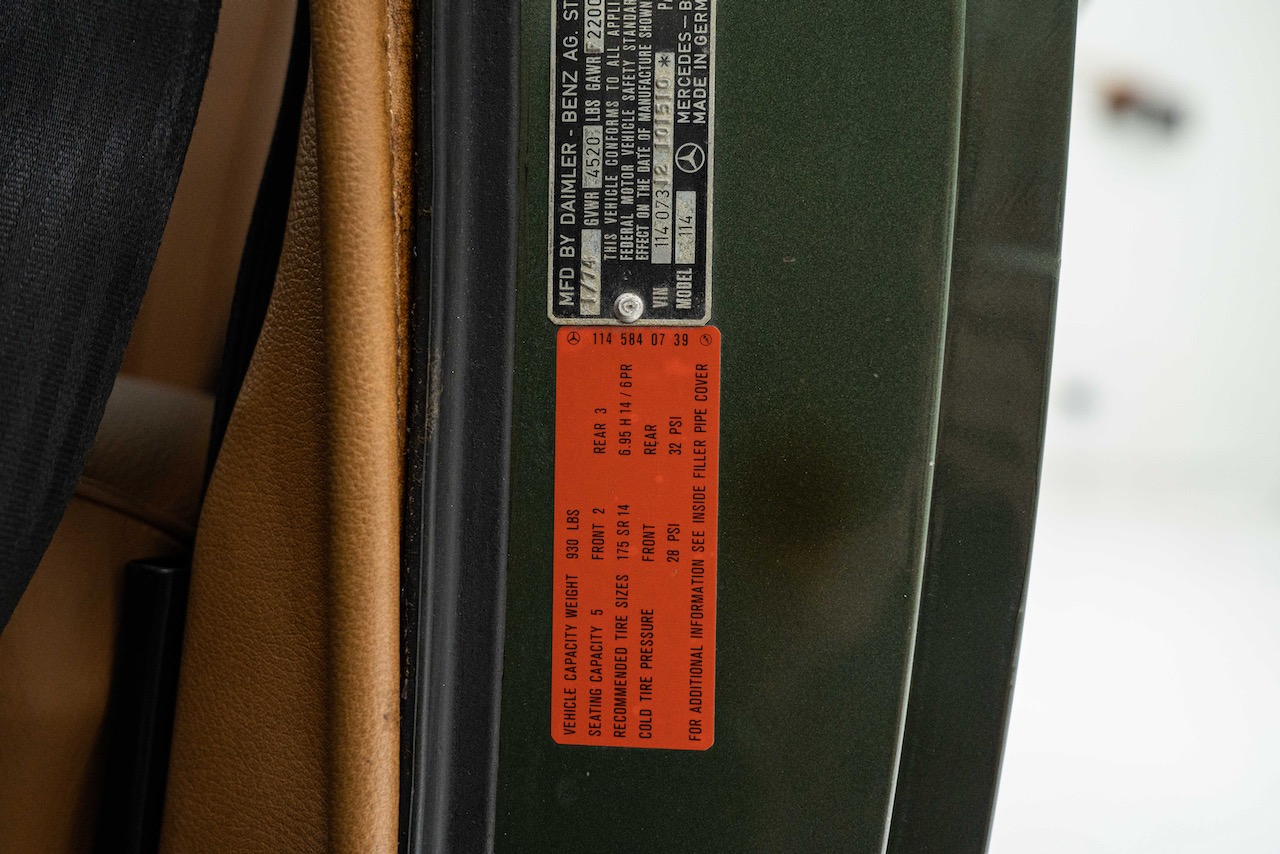 MFD BY DAIMLER-BENZ AG. ST
1/74 GVWR 4520 LBS GAWR F2200
THIS VEHICLE CONFORMS TO ALL APPLI
FEDERAL MOTOR VEHICLE SAFETY STANDAR
EFFECT ON THE DATE OF MANUFACTURE SHOWN
VIN 114 073 12 101510 * P
MODEL 114 MERCEDES-B
MADE IN GERM
114 584 07 39
VEHICLE CAPACITY WEIGHT 930 LBS
SEATING CAPACITY 5 FRONT 2 REAR 3
RECOMMENDED TIRE SIZES 175 SR 14 6.95 H 14 / 6PR
COLD TIRE PRESSURE FRONT REAR
28 PSI 32 PSI
FOR ADDITIONAL INFORMATION SEE INSIDE FILLER PIPE COVER